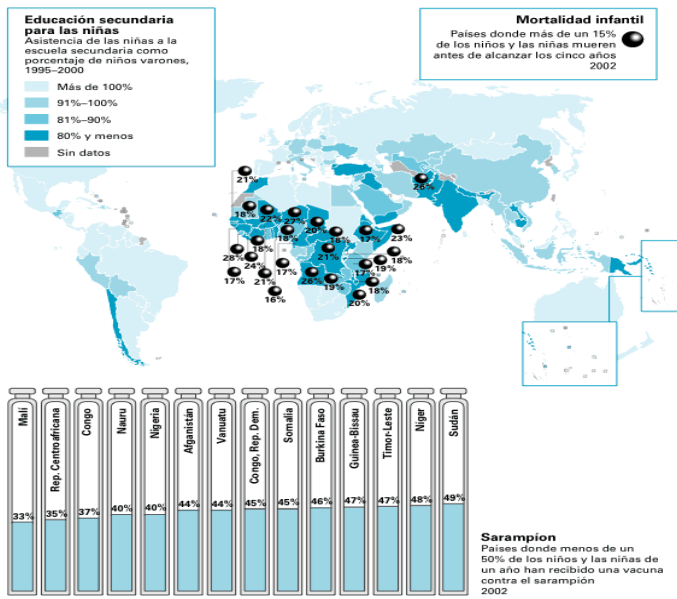 Educación secundaria
para las niñas
Asistencia de las niñas a la
escuela secundaria como
porcentaje de niños varones,
1995–2000
Más de 100%
91%–100%
81%–90%
80% y menos
Sin datos
Mortalidad infantil
Países donde más de un 15%
de los niños y las niñas mueren
antes de alcanzar los cinco años
2002
21%
26%
18%
22%
27%
20%
18%
18%
17%
23%
18%
28%
24%
21%
18%
17%
17%
19%
17%
21%
26%
19%
18%
16%
20%
Malí
Rep. Centroafricana
Congo
Nauru
Nigeria
Afganistán
Vanuatu
Congo, Rep. Dem.
Somalia
Burkina Faso
Guinea-Bissau
Timor-Leste
Niger
Sudán
33%
35%
37%
40%
40%
44%
44%
45%
45%
46%
47%
47%
48%
49%
Sarampíon
Países donde menos de un
50% de los niños y las niñas de
un año han recibido una vacuna
contra el sarampión
2002